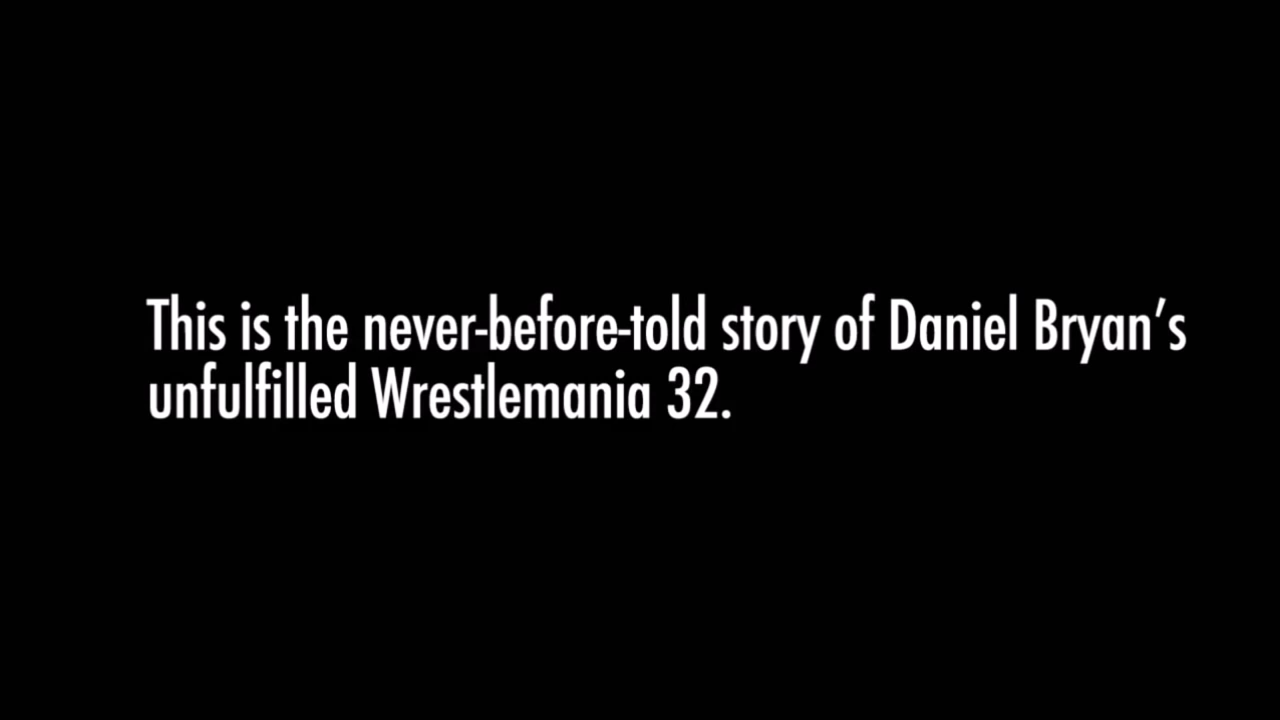 This is the never-before-told story of Daniel Bryan’s
unfulfilled Wrestlemania 32.